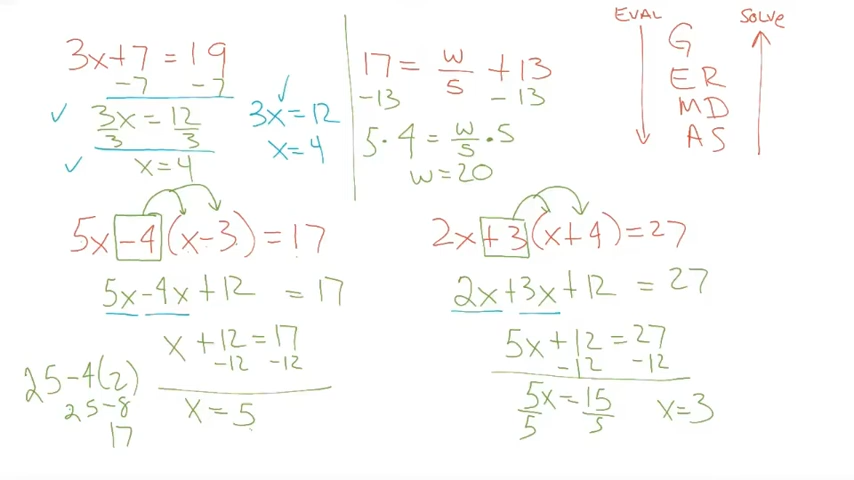 3x+7 = 19
-7 -7
3x = 12
3 3
x=4
3x=12
x=4
17 = w/5 + 13
-13 -13
5·4 = w/5·5
w=20
EVAL
Solve
G
ER
MD
AS
5x -4 (x-3) = 17
5x-4x+12 = 17
x+12=17
-12 -12
x=5
25-4(2)
25-8
17
2x +3 (x+4)=27
2x+3x+12 = 27
5x+12=27
-12 -12
5x=15
5 5
x=3